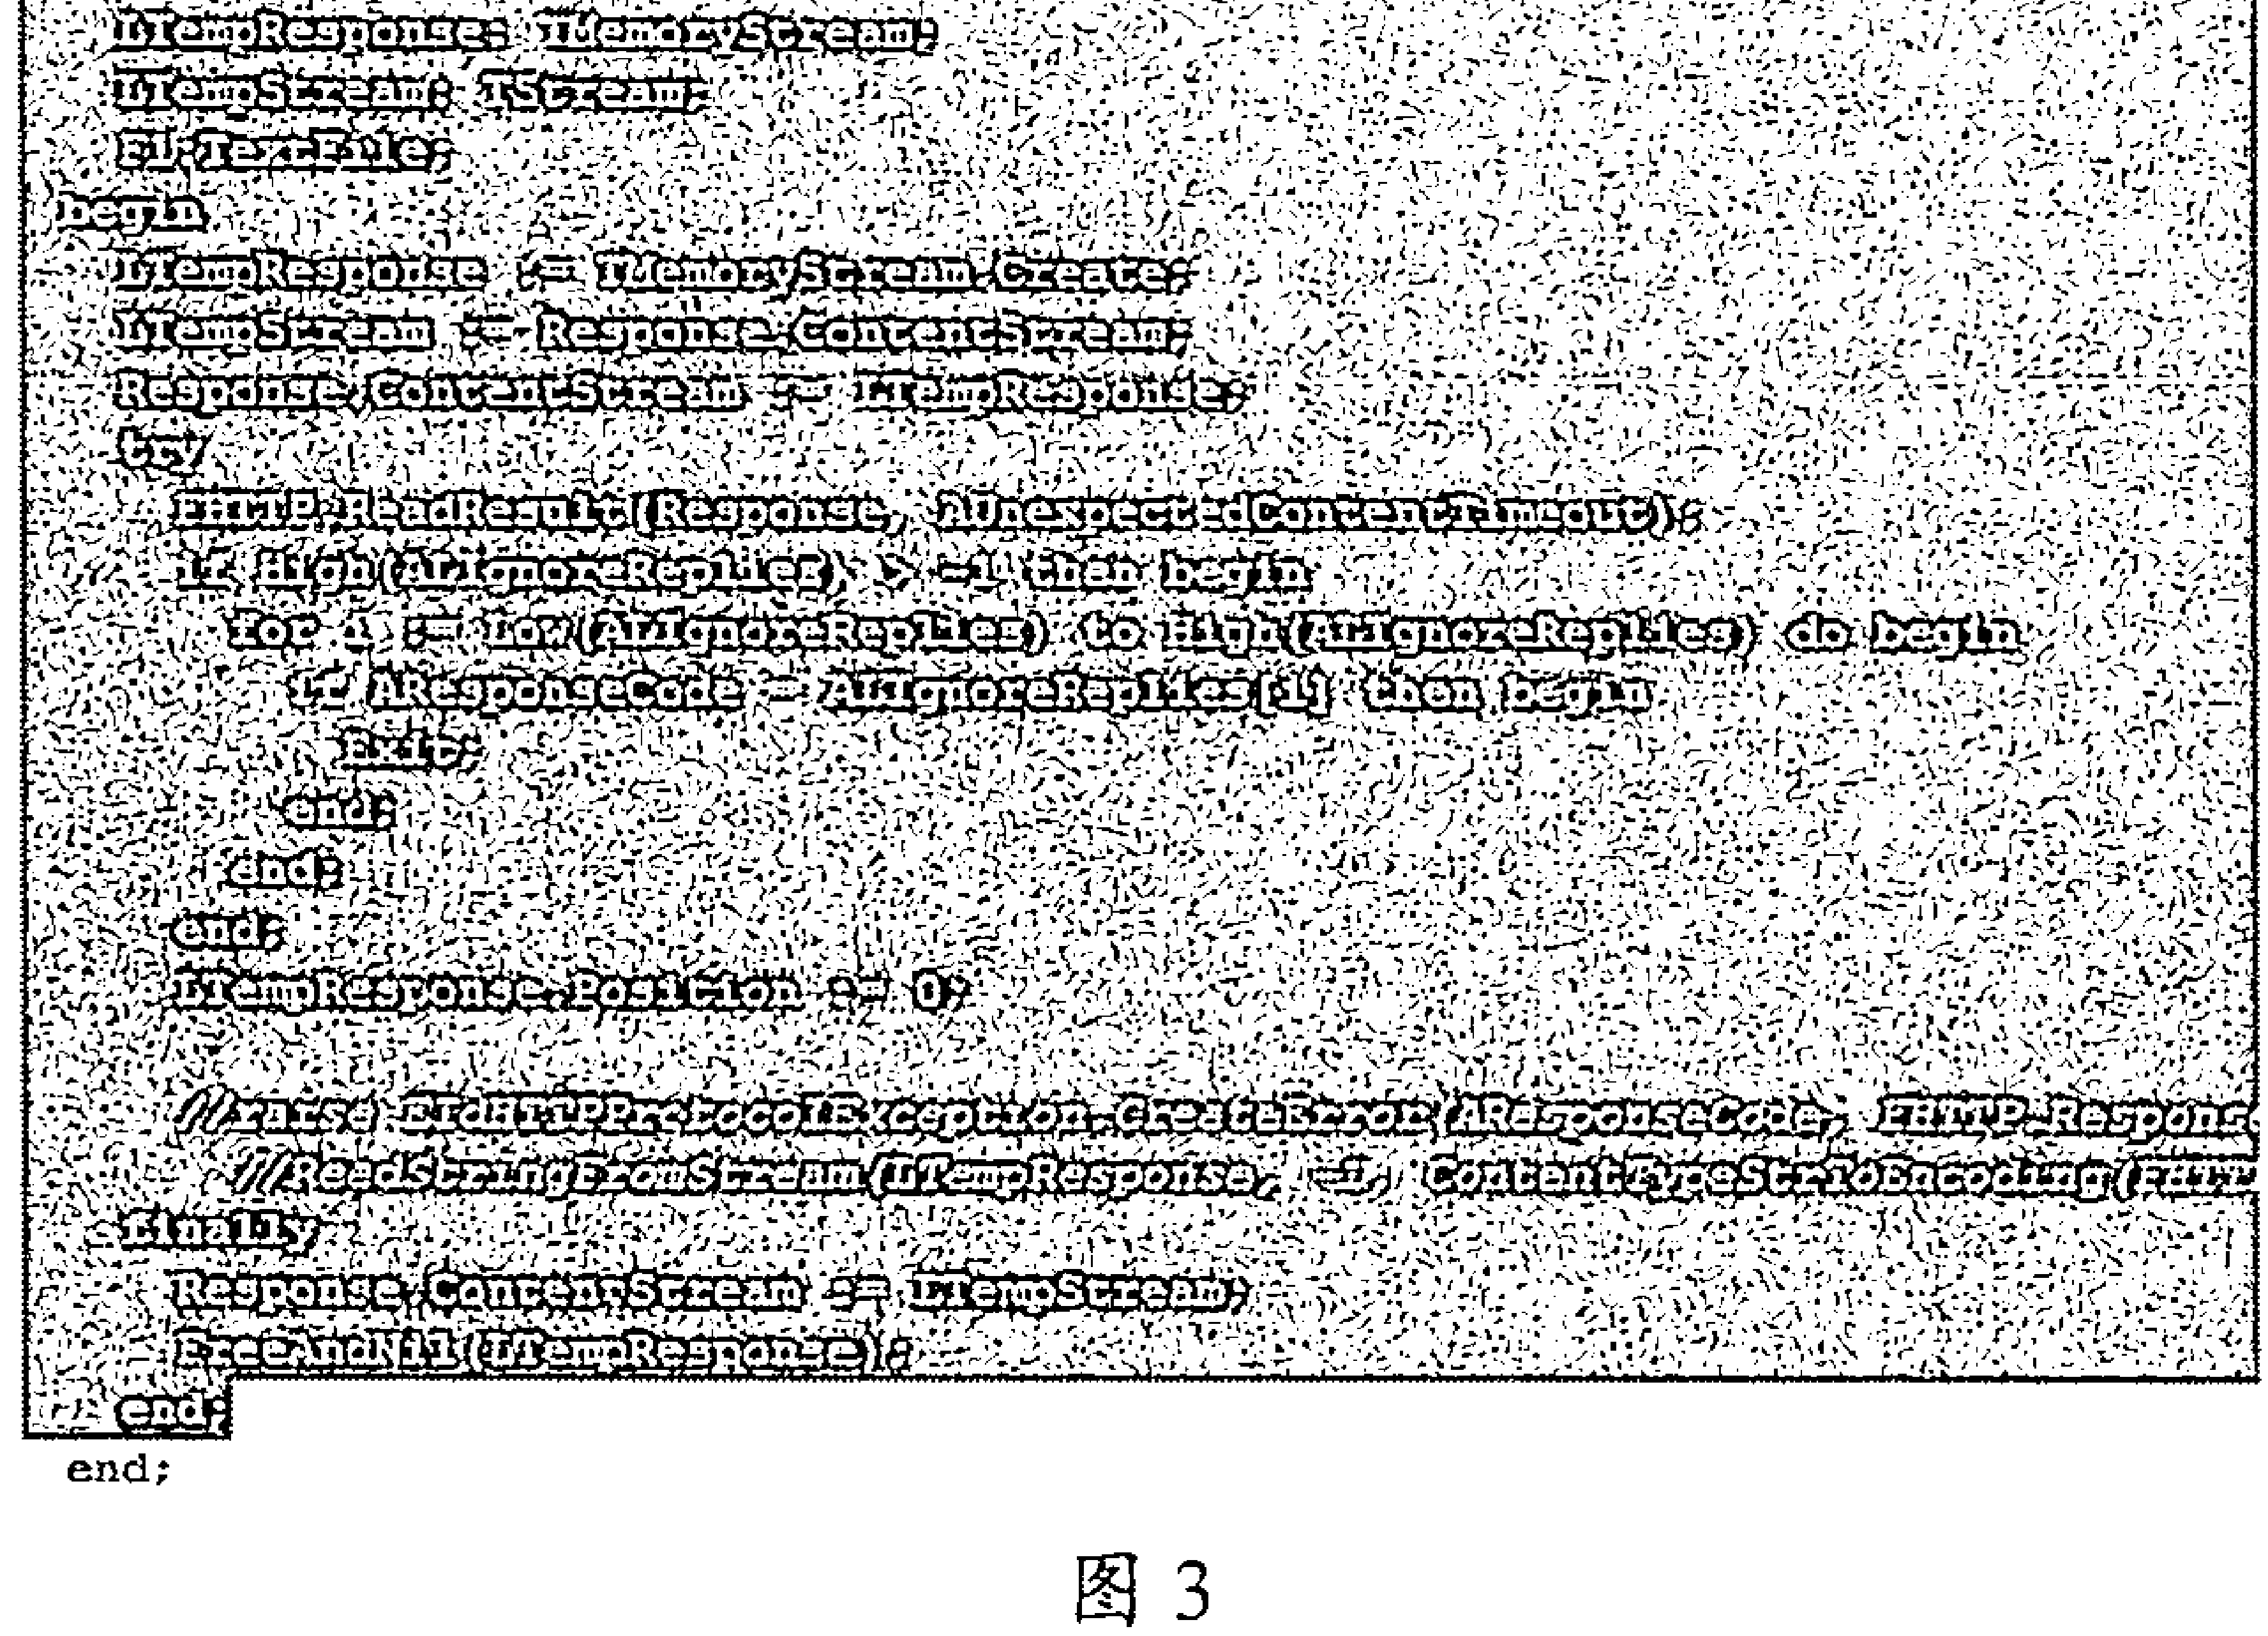 LTempResponse: TMemoryStream;
LTempStream: TStream;
F1:TextFile;
begin
LTempResponse := TMemoryStream.Create;
LTempStream := Response.ContentStream;
Response.ContentStream := LTempResponse;
try
FHTTP.ReadResult(Response, AUnexpectedContentTimeout);
if High(AIgnoreReplies) > -1 then begin
for i := Low(AIgnoreReplies) to High(AIgnoreReplies) do begin
if AResponseCode = AIgnoreReplies[i] then begin
Exit;
end;
end;
end;
LTempResponse.Position := 0;
//raise EIdHTTPProtocolException.CreateError(AResponseCode, FHTTP.Response
//ReadStringFromStream(LTempResponse, -1, ContentTypeStrToEncoding(FHTT
finally
Response.ContentStream := LTempStream;
FreeAndNil(LTempResponse);
end;
end;
图 3